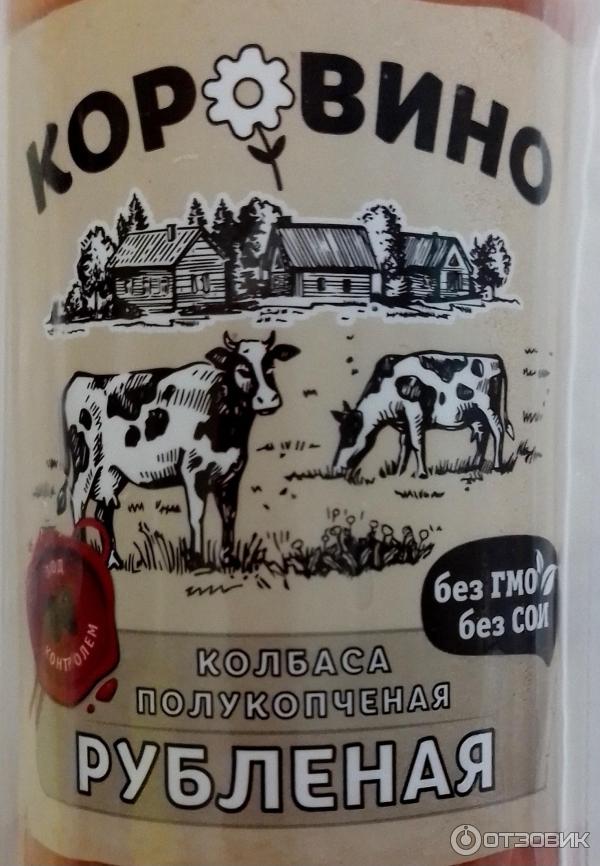 КОРОВИНО
без ГМО
без СОИ
ПОД
КОНТРОЛЕМ
КОЛБАСА
ПОЛУКОПЧЕНАЯ
РУБЛЕНАЯ
ОТЗОВИК